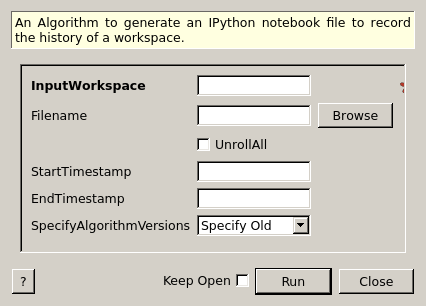 An Algorithm to generate an IPython notebook file to record
the history of a workspace.
InputWorkspace
Filename
Browse
UnrollAll
StartTimestamp
EndTimestamp
SpecifyAlgorithmVersions Specify Old
? Keep Open Run Close